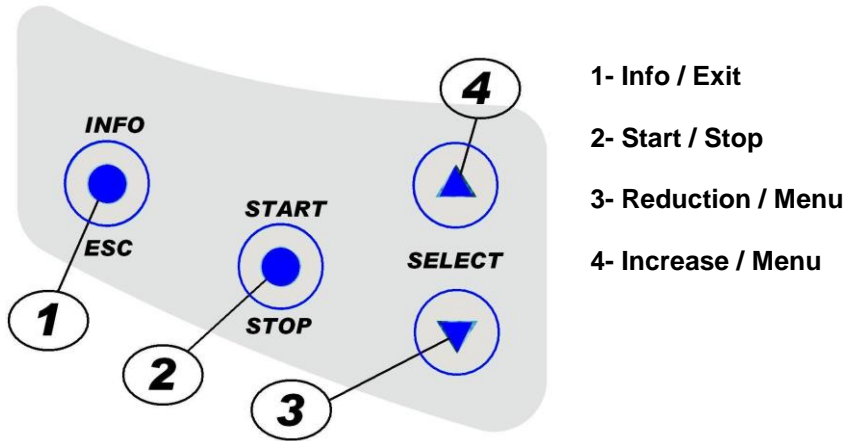 INFO
ESC
START
STOP
SELECT
1
2
3
4
1- Info / Exit
2- Start / Stop
3- Reduction / Menu
4- Increase / Menu